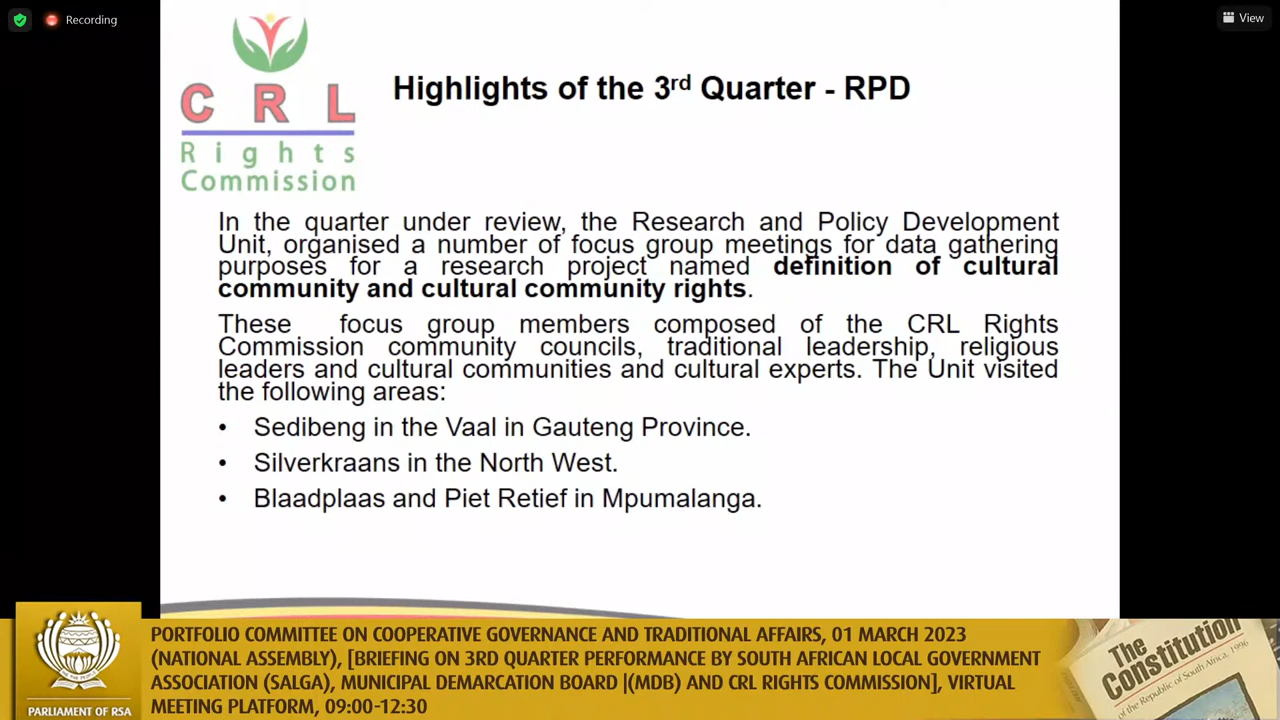 Recording
View
C R L
Rights
Commission
Highlights of the 3rd Quarter - RPD
In the quarter under review, the Research and Policy Development
Unit, organised a number of focus group meetings for data gathering
purposes for a research project named definition of cultural
community and cultural community rights.
These focus group members composed of the CRL Rights
Commission community councils, traditional leadership, religious
leaders and cultural communities and cultural experts. The Unit visited
the following areas:
• Sedibeng in the Vaal in Gauteng Province.
• Silverkraans in the North West.
• Blaadplaas and Piet Retief in Mpumalanga.
PARLIAMENT OF RSA
PORTFOLIO COMMITTEE ON COOPERATIVE GOVERNANCE AND TRADITIONAL AFFAIRS, 01 MARCH 2023
(NATIONAL ASSEMBLY), [BRIEFING ON 3RD QUARTER PERFORMANCE BY SOUTH AFRICAN LOCAL GOVERNMENT
ASSOCIATION (SALGA), MUNICIPAL DEMARCATION BOARD |(MDB) AND CRL RIGHTS COMMISSION], VIRTUAL
MEETING PLATFORM, 09:00-12:30
The
Constitution
of the Republic of South Africa, 1996